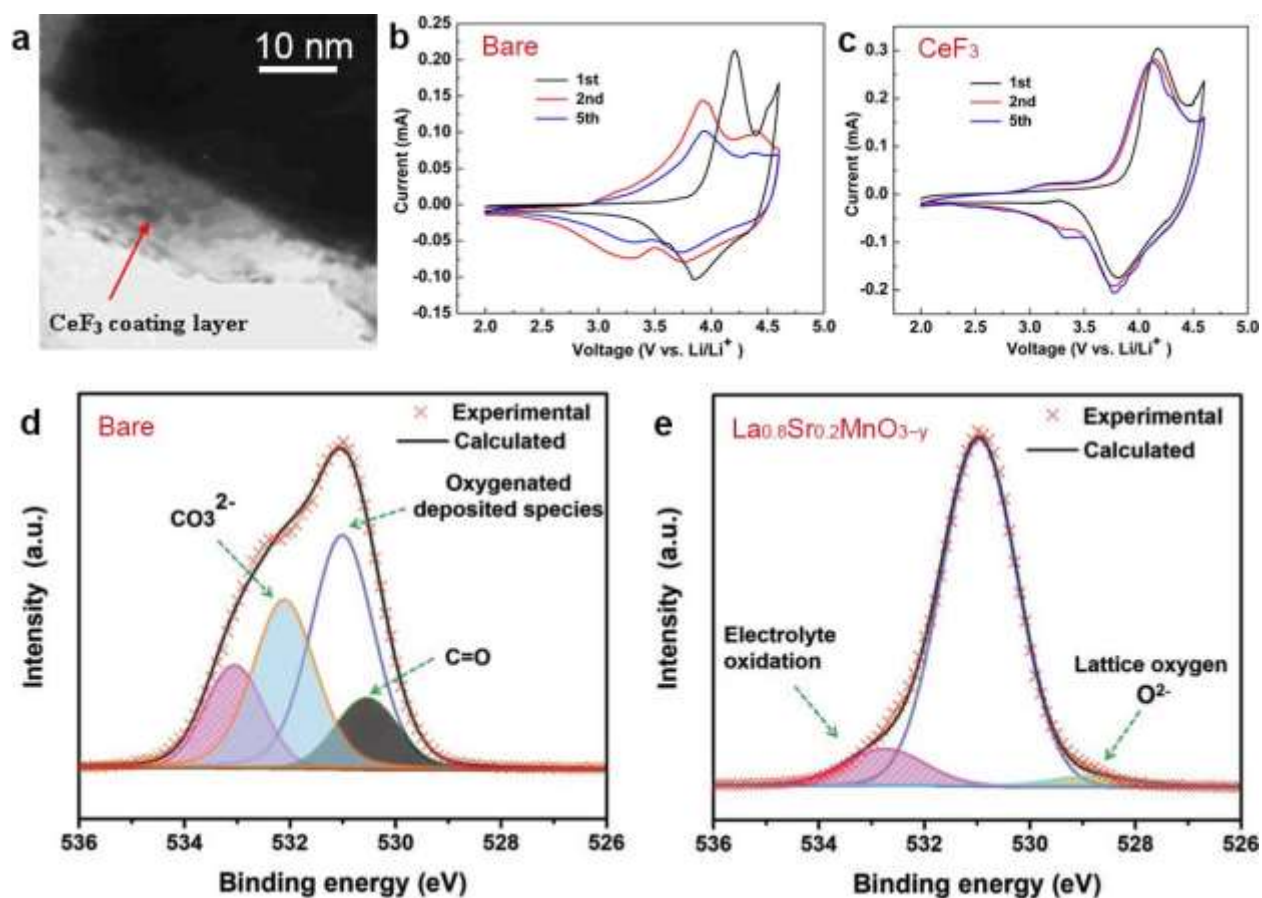 a
10 nm
CeF₃ coating layer
b
Bare
1st
2nd
5th
Current (mA)
0.25
0.20
0.15
0.10
0.05
0.00
-0.05
-0.10
-0.15
2.0 2.5 3.0 3.5 4.0 4.5 5.0
Voltage (V vs. Li/Li⁺ )
c
CeF₃
1st
2nd
5th
Current (mA)
0.3
0.2
0.1
0.0
-0.1
-0.2
2.0 2.5 3.0 3.5 4.0 4.5 5.0
Voltage (V vs. Li/Li⁺ )
d
Bare
Experimental
Calculated
Oxygenated
deposited species
CO3²⁻
C=O
Intensity (a.u.)
536 534 532 530 528 526
Binding energy (eV)
e
La0.8Sr0.2MnO3-y
Experimental
Calculated
Electrolyte
oxidation
Lattice oxygen
O²⁻
Intensity (a.u.)
536 534 532 530 528 526
Binding energy (eV)